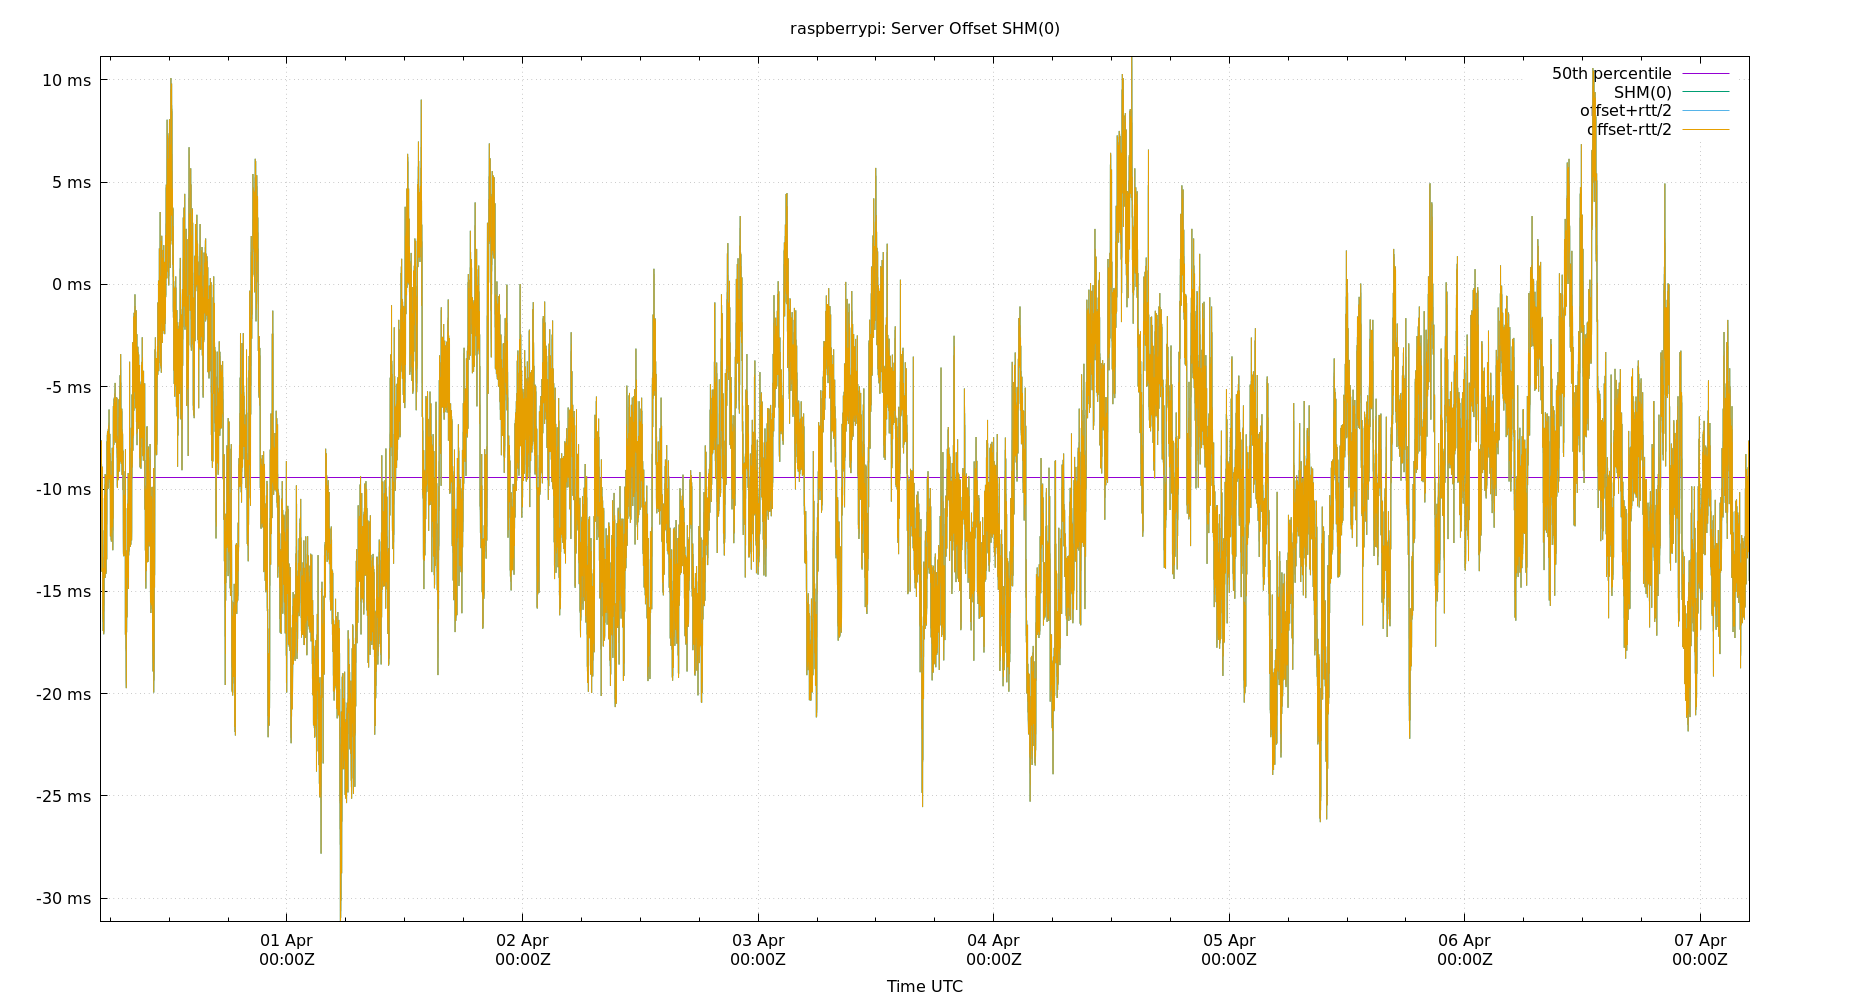 raspberrypi: Server Offset SHM(0)
50th percentile
SHM(0)
offset+rtt/2
offset-rtt/2
10 ms
5 ms
0 ms
-5 ms
-10 ms
-15 ms
-20 ms
-25 ms
-30 ms
01 Apr 02 Apr 03 Apr 04 Apr 05 Apr 06 Apr 07 Apr
00:00Z 00:00Z 00:00Z 00:00Z 00:00Z 00:00Z 00:00Z
Time UTC